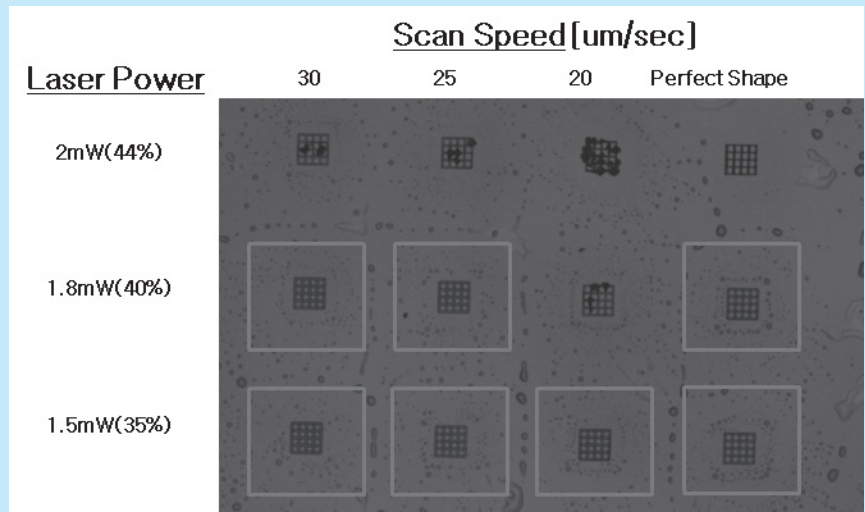 Scan Speed [um/sec]
Laser Power 30 25 20 Perfect Shape
2mW(44%)
1.8mW(40%)
1.5mW(35%)